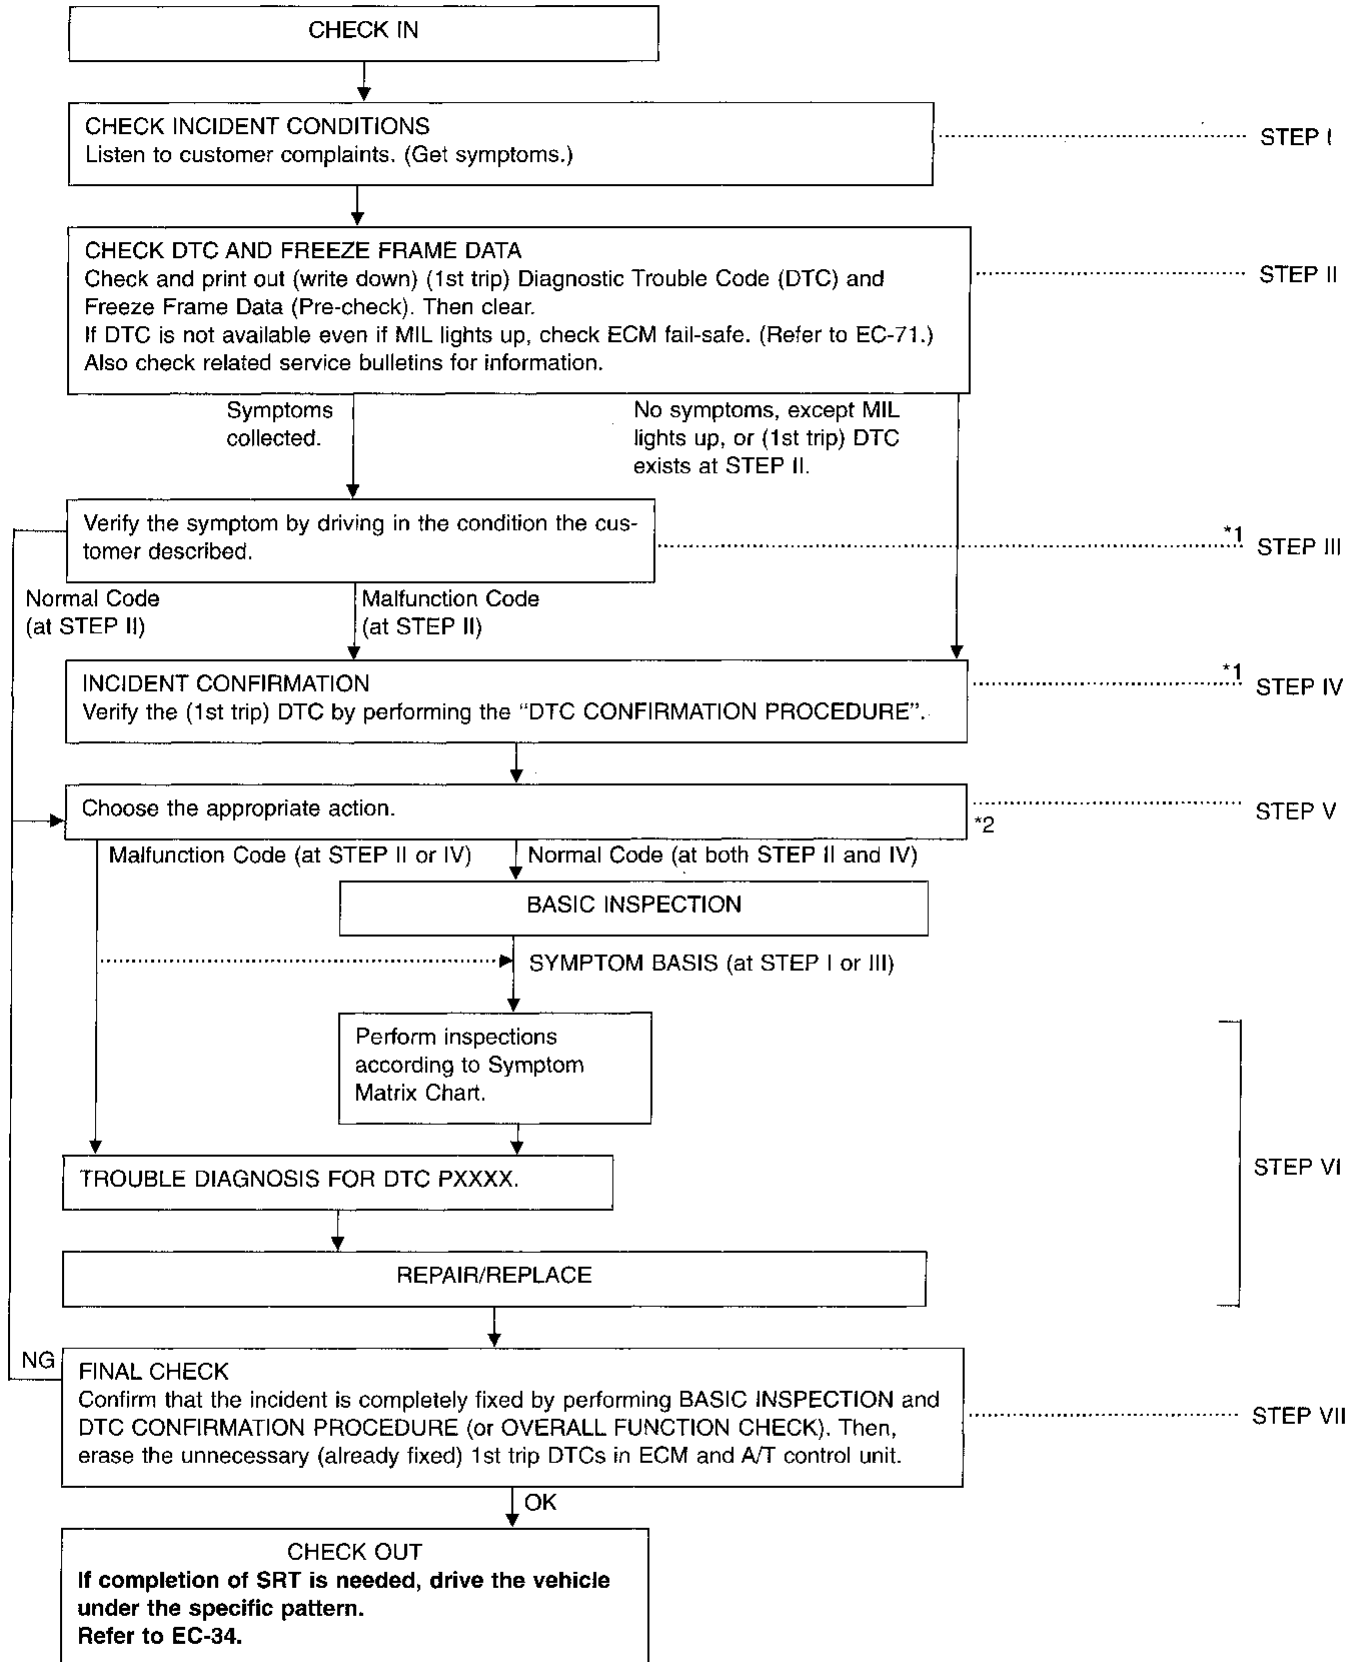 CHECK IN
CHECK INCIDENT CONDITIONS
Listen to customer complaints. (Get symptoms.)
STEP I
CHECK DTC AND FREEZE FRAME DATA
Check and print out (write down) (1st trip) Diagnostic Trouble Code (DTC) and
Freeze Frame Data (Pre-check). Then clear.
If DTC is not available even if MIL lights up, check ECM fail-safe. (Refer to EC-71.)
Also check related service bulletins for information.
STEP II
Symptoms
collected.
No symptoms, except MIL
lights up, or (1st trip) DTC
exists at STEP II.
Verify the symptom by driving in the condition the cus-
tomer described.
*1 STEP III
Normal Code
(at STEP II)
Malfunction Code
(at STEP II)
INCIDENT CONFIRMATION
Verify the (1st trip) DTC by performing the “DTC CONFIRMATION PROCEDURE”.
*1 STEP IV
Choose the appropriate action.
*2
STEP V
Malfunction Code (at STEP II or IV)
Normal Code (at both STEP II and IV)
BASIC INSPECTION
SYMPTOM BASIS (at STEP I or III)
Perform inspections
according to Symptom
Matrix Chart.
TROUBLE DIAGNOSIS FOR DTC PXXXX.
STEP VI
REPAIR/REPLACE
NG
FINAL CHECK
Confirm that the incident is completely fixed by performing BASIC INSPECTION and
DTC CONFIRMATION PROCEDURE (or OVERALL FUNCTION CHECK). Then,
erase the unnecessary (already fixed) 1st trip DTCs in ECM and A/T control unit.
STEP VII
OK
CHECK OUT
If completion of SRT is needed, drive the vehicle
under the specific pattern.
Refer to EC-34.